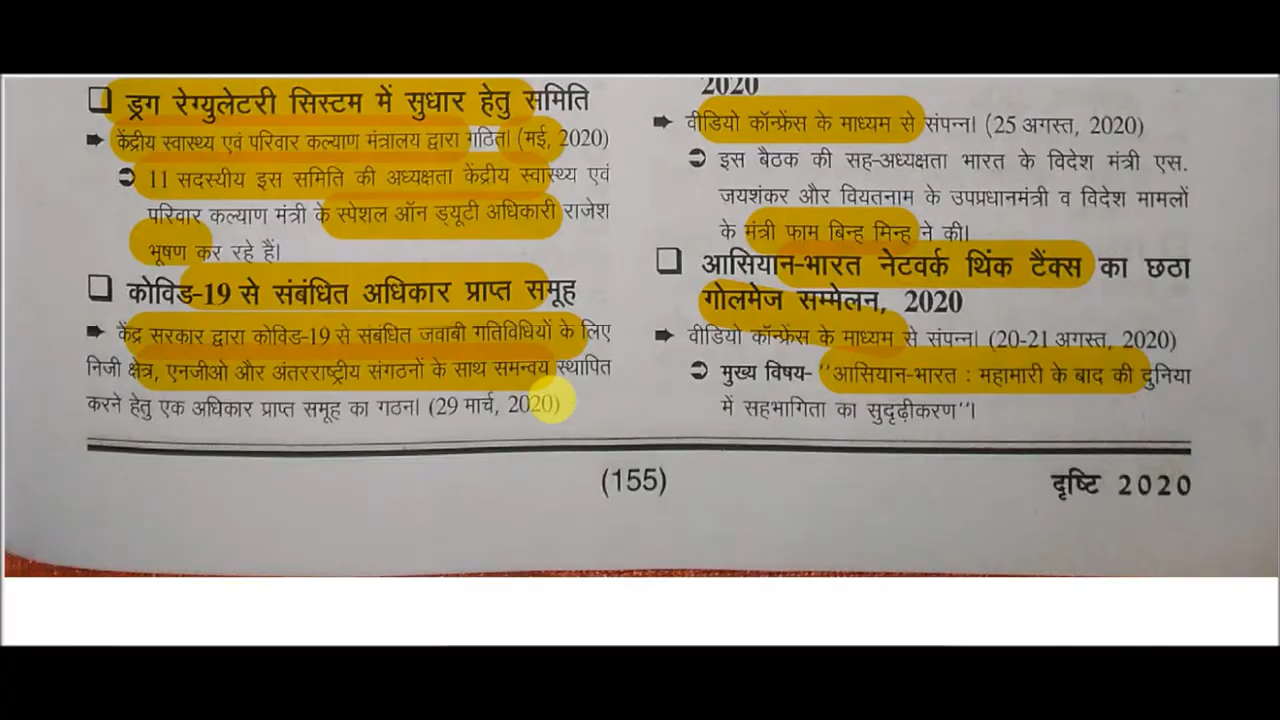 ❑ ड्रग रेग्युलेटरी सिस्टम में सुधार हेतु समिति
➨ केंद्रीय स्वास्थ्य एवं परिवार कल्याण मंत्रालय द्वारा गठित। (मई, 2020)
➲ 11 सदस्यीय इस समिति की अध्यक्षता केंद्रीय स्वास्थ्य एवं
परिवार कल्याण मंत्री के स्पेशल ऑन ड्यूटी अधिकारी राजेश
भूषण कर रहे हैं।
❑ कोविड-19 से संबंधित अधिकार प्राप्त समूह
➨ केंद्र सरकार द्वारा कोविड-19 से संबंधित जवाबी गतिविधियों के लिए
निजी क्षेत्र, एनजीओ और अंतरराष्ट्रीय संगठनों के साथ समन्वय स्थापित
करने हेतु एक अधिकार प्राप्त समूह का गठन। (29 मार्च, 2020)
2020
➨ वीडियो कॉन्फ्रेंस के माध्यम से संपन्न। (25 अगस्त, 2020)
➲ इस बैठक की सह-अध्यक्षता भारत के विदेश मंत्री एस.
जयशंकर और वियतनाम के उपप्रधानमंत्री व विदेश मामलों
के मंत्री फाम बिन्ह मिन्ह ने की।
❑ आसियान-भारत नेटवर्क थिंक टैंक्स का छठा
गोलमेज सम्मेलन, 2020
➨ वीडियो कॉन्फ्रेंस के माध्यम से संपन्न। (20-21 अगस्त, 2020)
➲ मुख्य विषय- "आसियान-भारत : महामारी के बाद की दुनिया
में सहभागिता का सुदृढ़ीकरण"।
(155)
दृष्टि 2020